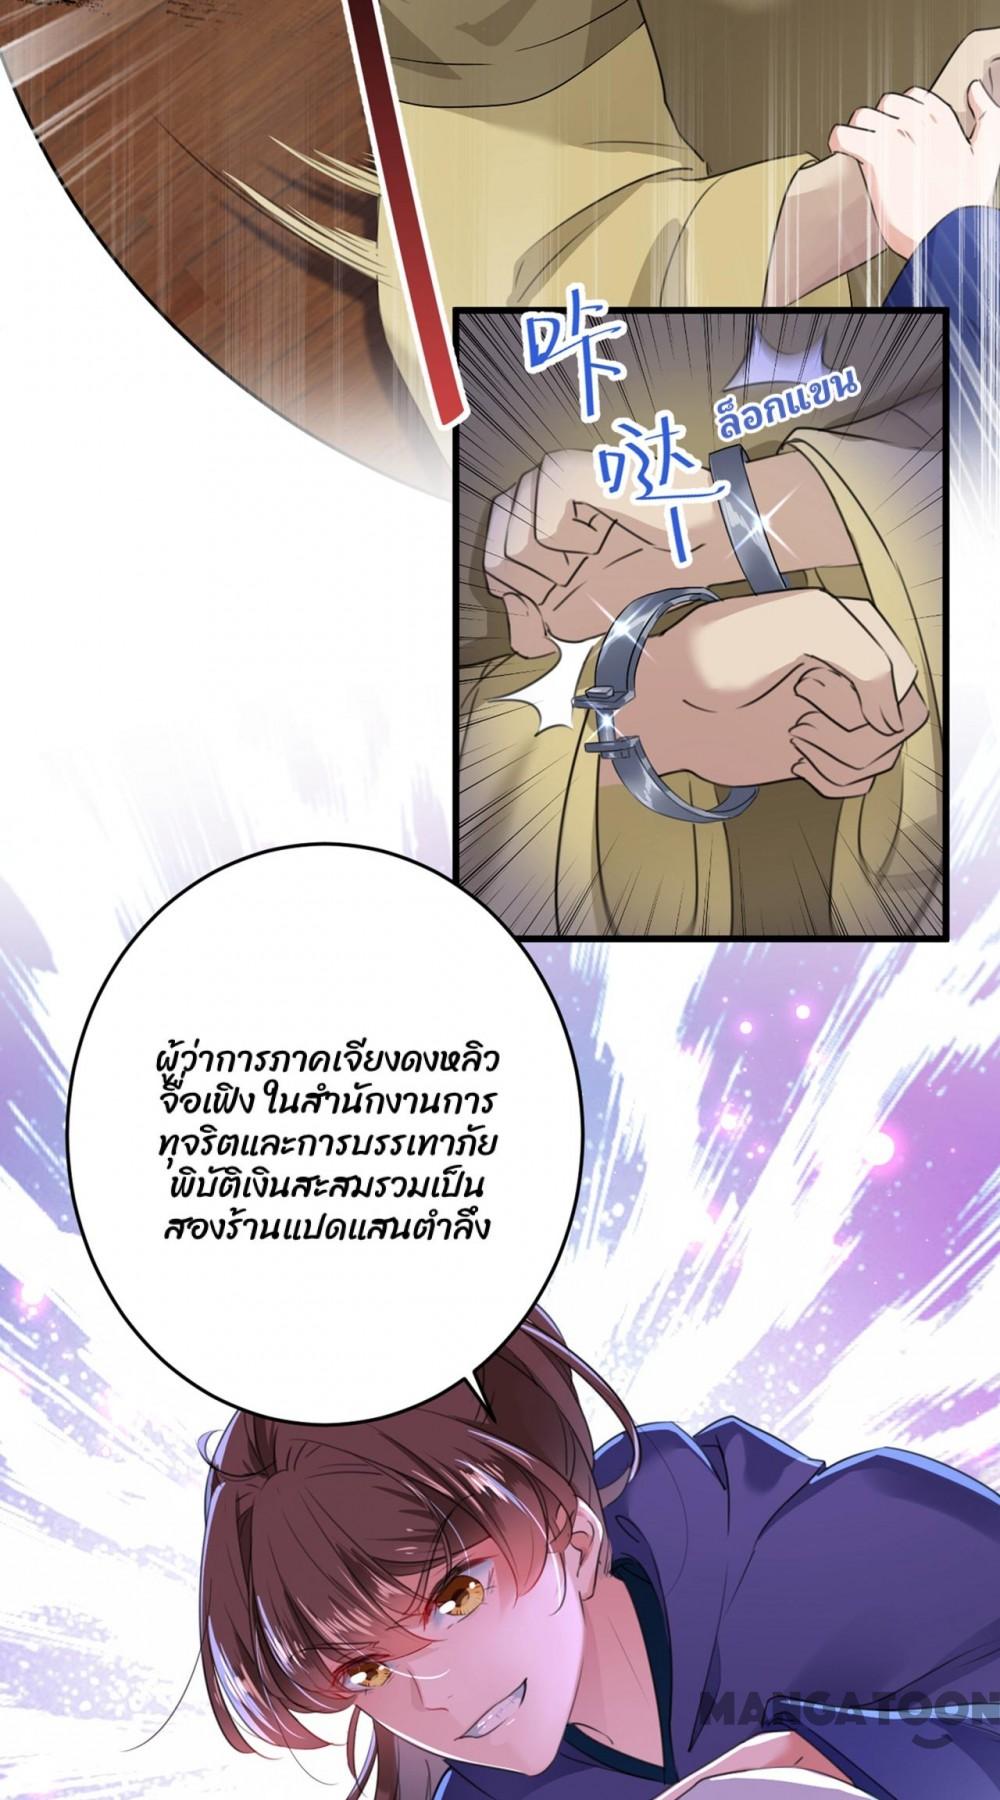 咔
哒
ล็อกแขน
ผู้ว่าการภาคเจียงดงหลิว
จื่อเฟิง ในสำนักงานการ
ทุจริตและการบรรเทาภัย
พิบัติเงินสะสมรวมเป็น
สองร้านแปดแสนตำลึง
MANGATOON